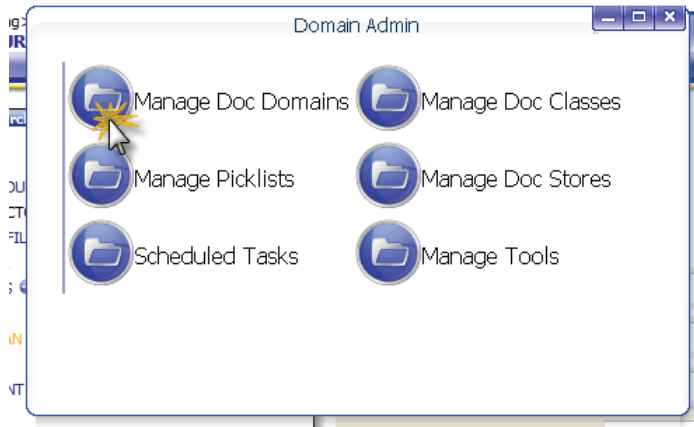 Domain Admin
Manage Doc Domains
Manage Doc Classes
Manage Picklists
Manage Doc Stores
Scheduled Tasks
Manage Tools